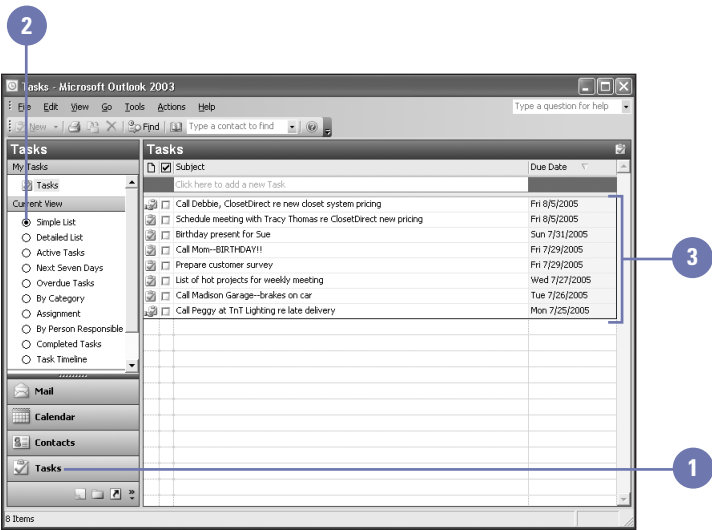 2
Tasks - Microsoft Outlook 2003
File Edit View Go Tools Actions Help Type a question for help
New Find Type a contact to find
Tasks
My Tasks
Tasks
Current View
Simple List
Detailed List
Active Tasks
Next Seven Days
Overdue Tasks
By Category
Assignment
By Person Responsible
Completed Tasks
Task Timeline
Mail
Calendar
Contacts
Tasks
Tasks
Subject Due Date
Click here to add a new Task
Call Debbie, ClosetDirect re new closet system pricing Fri 8/5/2005
Schedule meeting with Tracy Thomas re ClosetDirect new pricing Fri 8/5/2005
Birthday present for Sue Sun 7/31/2005
Call Mom--BIRTHDAY!! Fri 7/29/2005
Prepare customer survey Fri 7/29/2005
List of hot projects for weekly meeting Wed 7/27/2005
Call Madison Garage--brakes on car Tue 7/26/2005
Call Peggy at TnT Lighting re late delivery Mon 7/25/2005
3
1
8 Items